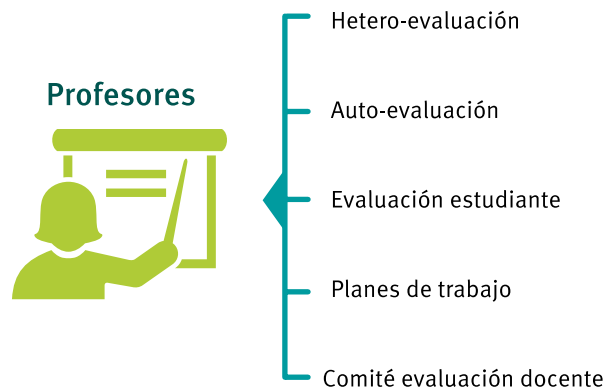 Profesores
Hetero-evaluación
Auto-evaluación
Evaluación estudiante
Planes de trabajo
Comité evaluación docente